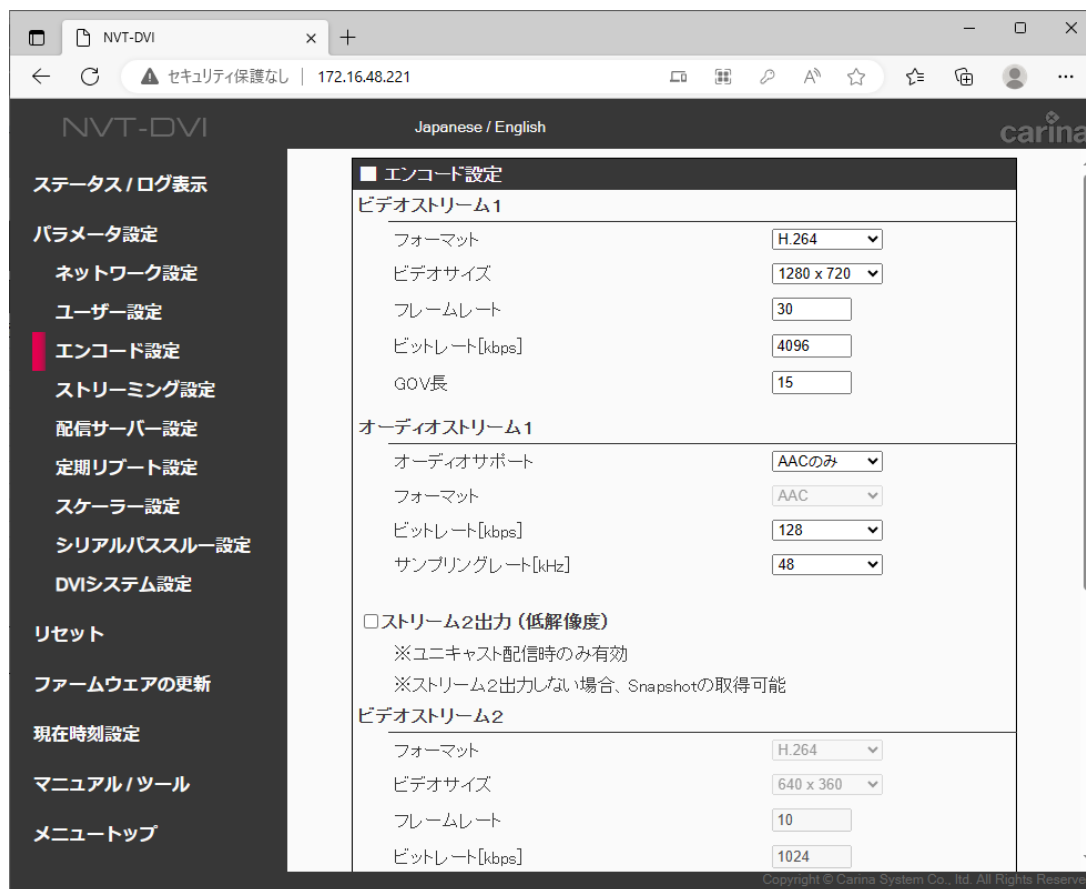 NVT-DVI
セキュリティ保護なし 172.16.48.221
NVT-DVI
Japanese / English
carina
ステータス / ログ表示
パラメータ設定
ネットワーク設定
ユーザー設定
エンコード設定
ストリーミング設定
配信サーバー設定
定期リブート設定
スケーラー設定
シリアルパススルー設定
DVIシステム設定
リセット
ファームウェアの更新
現在時刻設定
マニュアル / ツール
メニュートップ
■ エンコード設定
ビデオストリーム1
フォーマット H.264
ビデオサイズ 1280 x 720
フレームレート 30
ビットレート[kbps] 4096
GOV長 15
オーディオストリーム1
オーディオサポート AACのみ
フォーマット AAC
ビットレート[kbps] 128
サンプリングレート[kHz] 48
ストリーム2出力 (低解像度)
※ユニキャスト配信時のみ有効
※ストリーム2出力しない場合、Snapshotの取得可能
ビデオストリーム2
フォーマット H.264
ビデオサイズ 640 x 360
フレームレート 10
ビットレート[kbps] 1024
Copyright © Carina System Co., ltd. All Rights Reserve